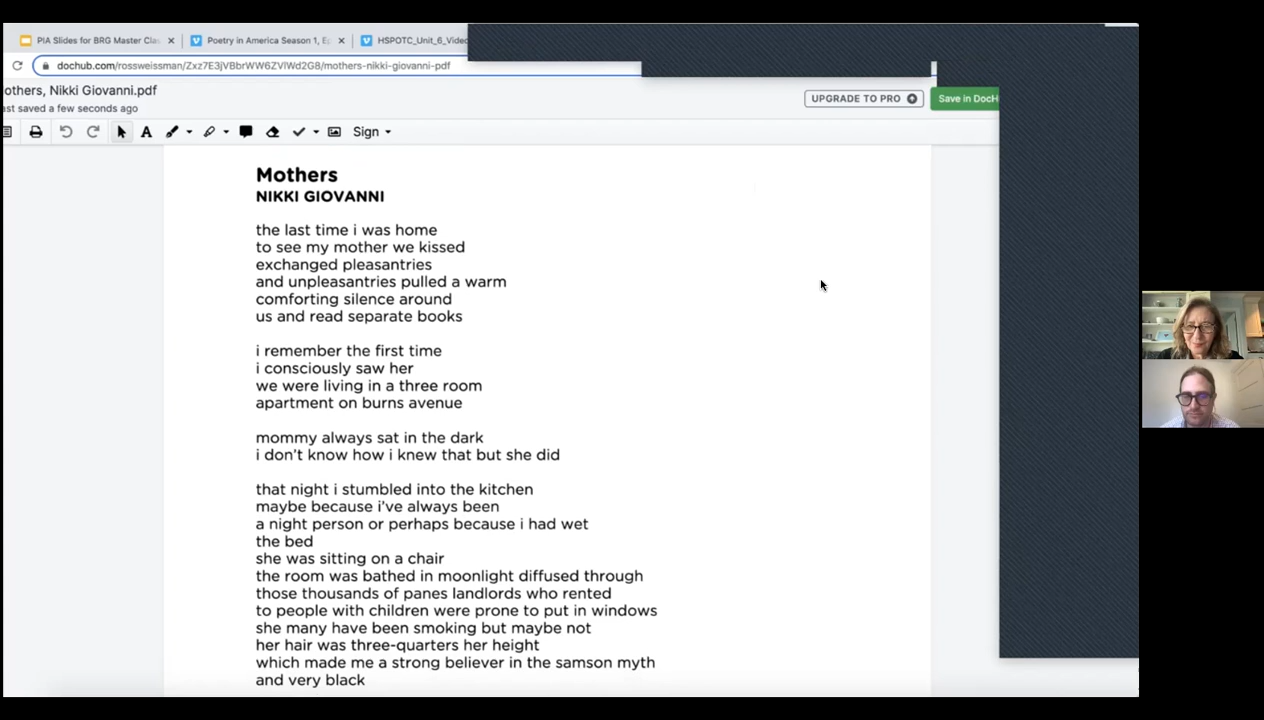 PIA Slides for BRG Master Cla
Poetry in America Season 1, Ep
HSPOTC_Unit_6_Video
dochub.com/rossweissman/Zxz7E3jVBbrWW6ZVlWd2G8/mothers-nikki-giovanni-pdf
others, Nikki Giovanni.pdf
ast saved a few seconds ago
UPGRADE TO PRO
Save in DocH
A
Sign
Mothers
NIKKI GIOVANNI
the last time i was home
to see my mother we kissed
exchanged pleasantries
and unpleasantries pulled a warm
comforting silence around
us and read separate books
i remember the first time
i consciously saw her
we were living in a three room
apartment on burns avenue
mommy always sat in the dark
i don't know how i knew that but she did
that night i stumbled into the kitchen
maybe because i've always been
a night person or perhaps because i had wet
the bed
she was sitting on a chair
the room was bathed in moonlight diffused through
those thousands of panes landlords who rented
to people with children were prone to put in windows
she many have been smoking but maybe not
her hair was three-quarters her height
which made me a strong believer in the samson myth
and very black